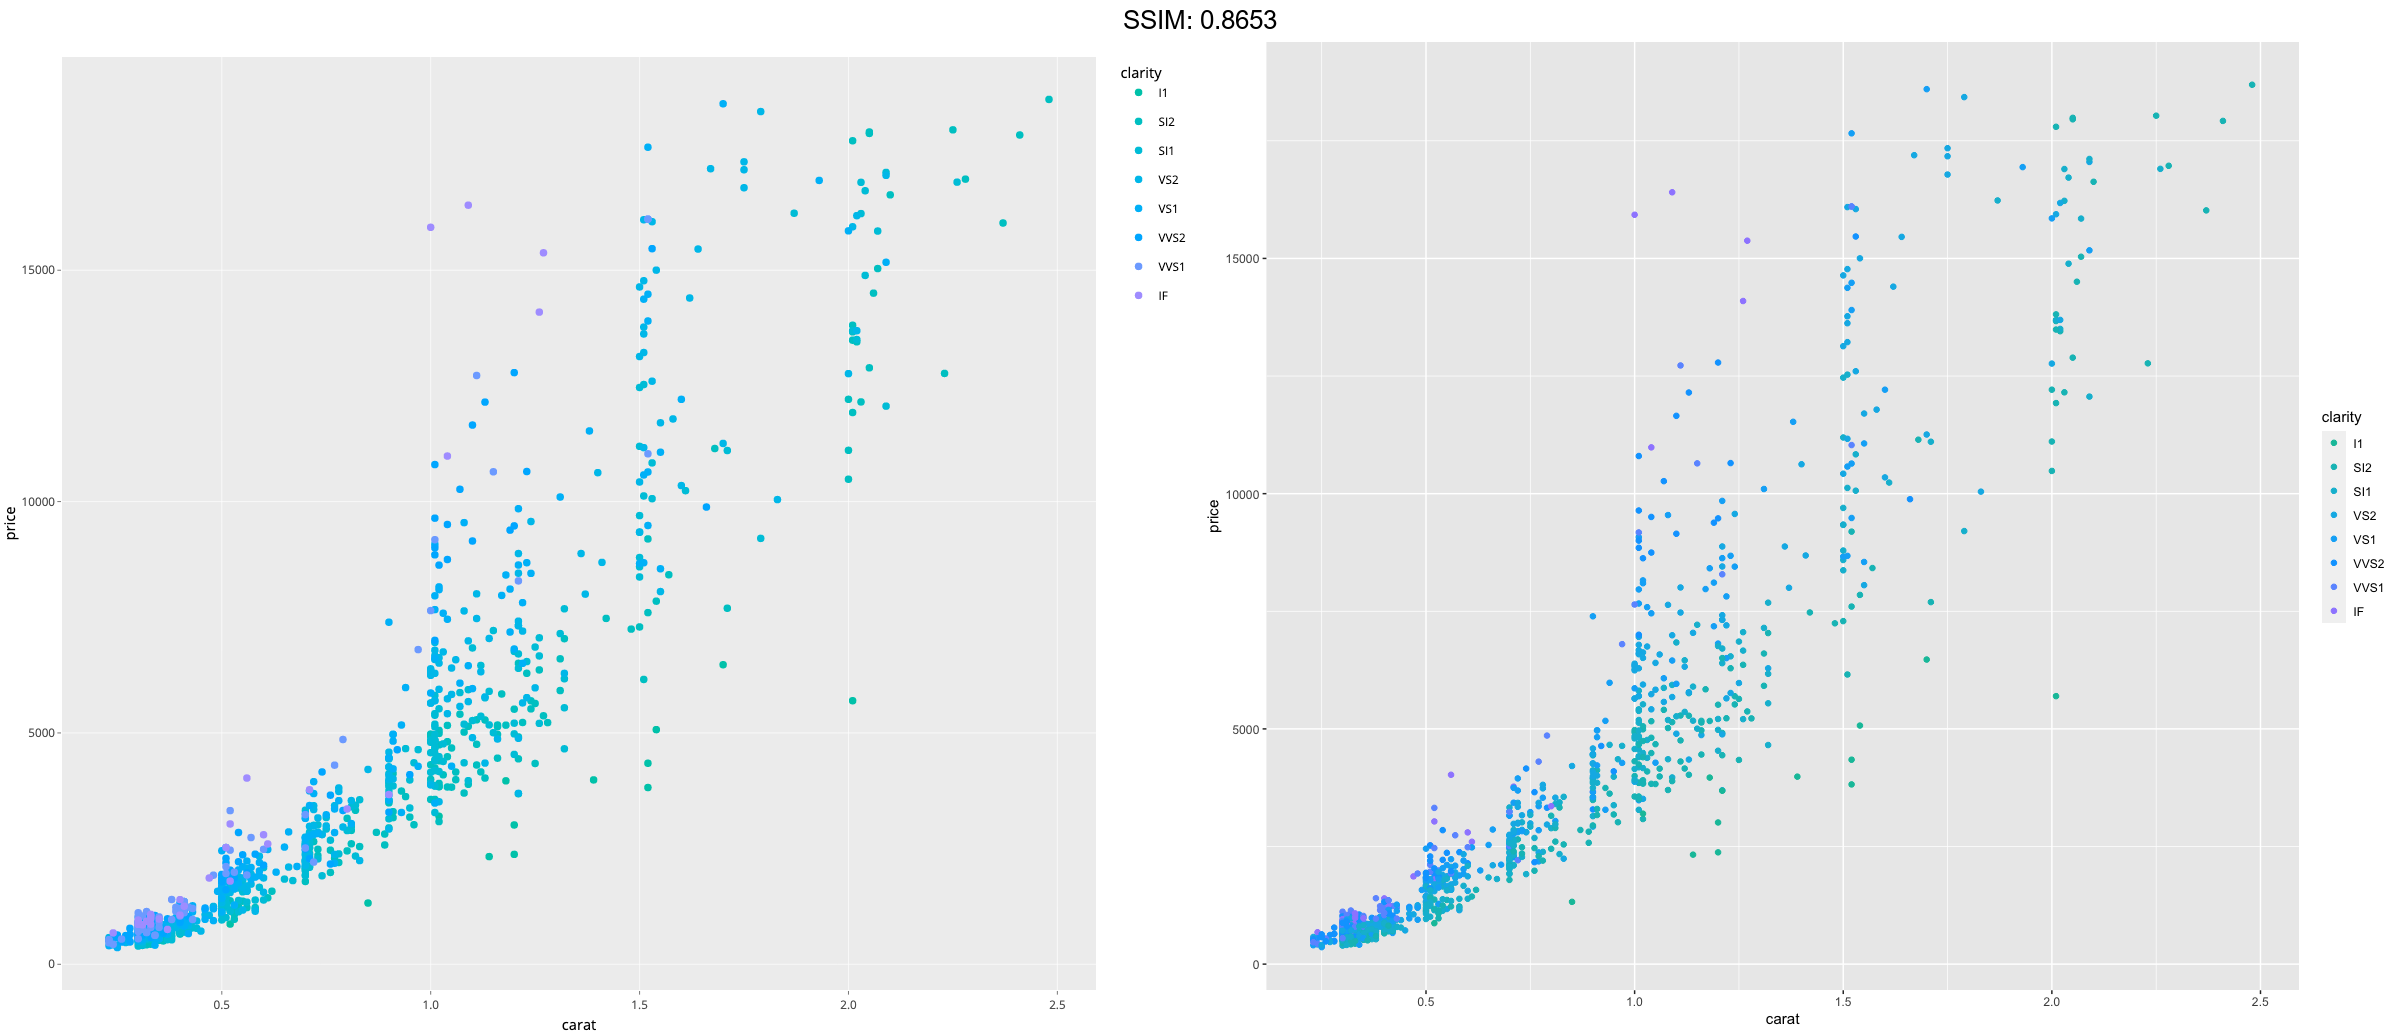 SSIM: 0.8653
price
15000
10000
5000
0
0.5
1.0
1.5
2.0
2.5
carat
clarity
I1
SI2
SI1
VS2
VS1
VVS2
VVS1
IF
price
15000
10000
5000
0
0.5
1.0
1.5
2.0
2.5
carat
clarity
I1
SI2
SI1
VS2
VS1
VVS2
VVS1
IF